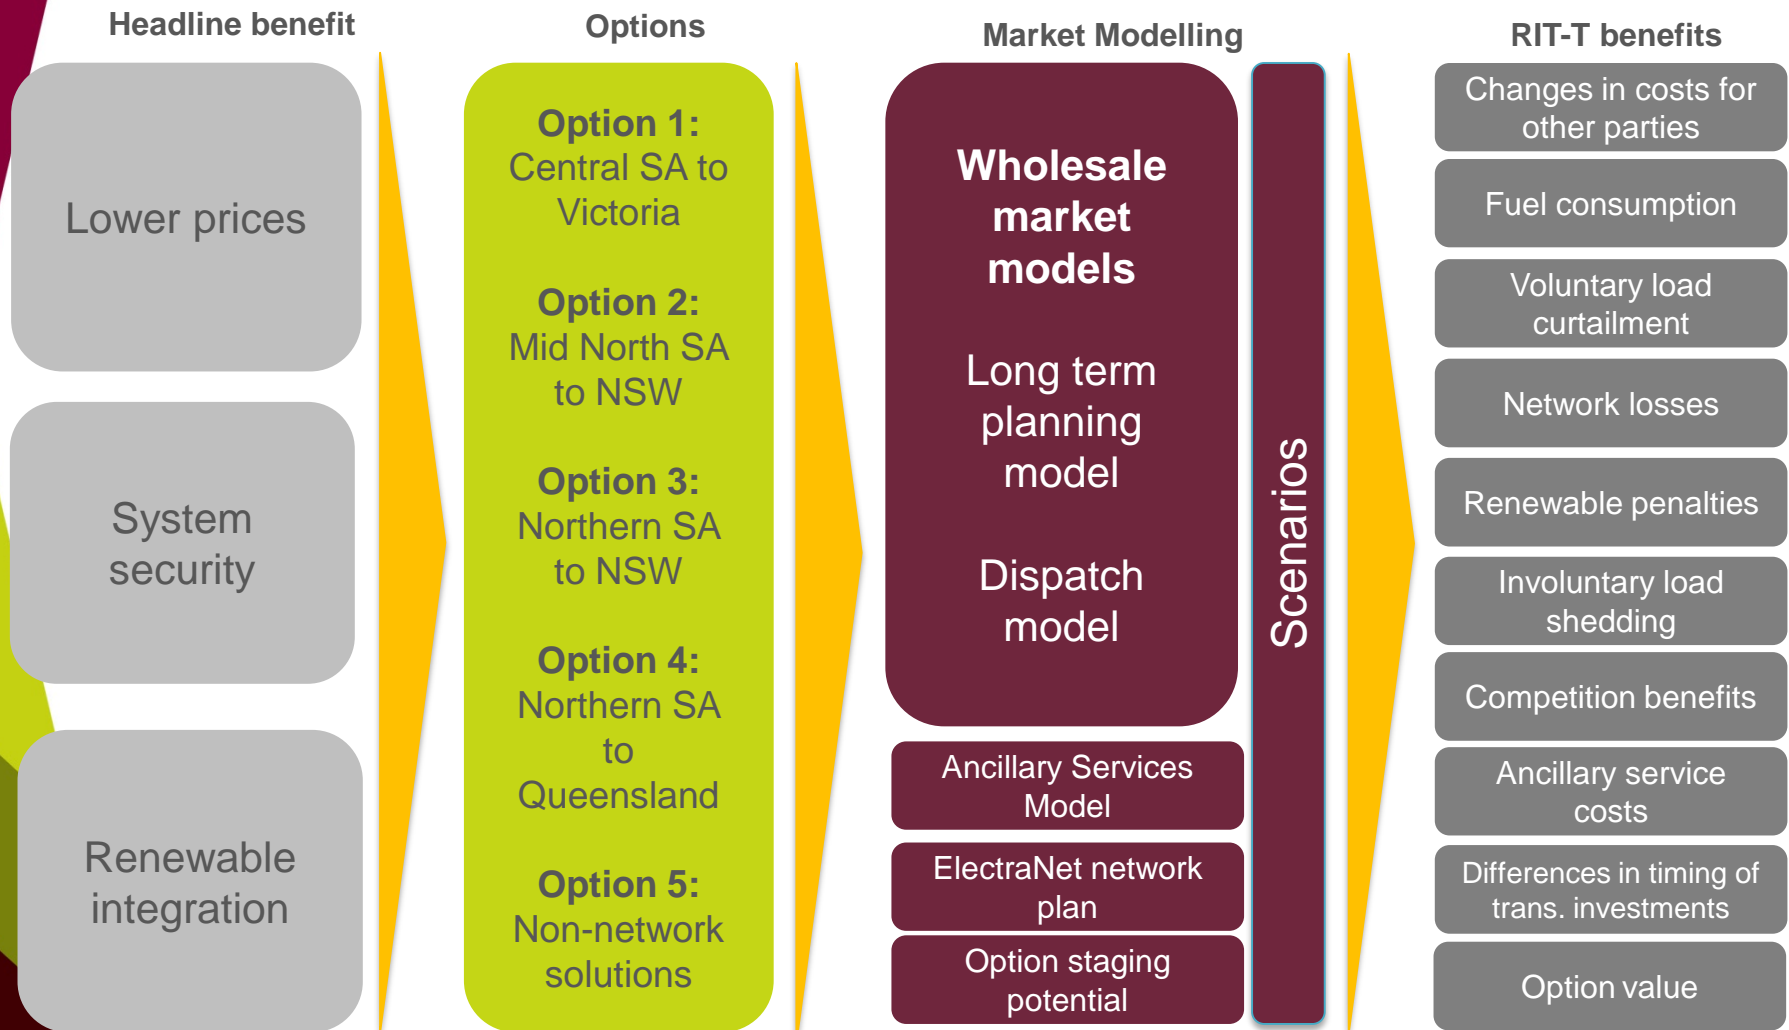 Headline benefit
Lower prices
System
security
Renewable
integration
Options
Option 1:
Central SA to
Victoria
Option 2:
Mid North SA
to NSW
Option 3:
Northern SA
to NSW
Option 4:
Northern SA
to
Queensland
Option 5:
Non-network
solutions
Market Modelling
Wholesale
market
models
Long term
planning
model
Dispatch
model
Ancillary Services
Model
ElectraNet network
plan
Option staging
potential
Scenarios
RIT-T benefits
Changes in costs for
other parties
Fuel consumption
Voluntary load
curtailment
Network losses
Renewable penalties
Involuntary load
shedding
Competition benefits
Ancillary service
costs
Differences in timing of
trans. investments
Option value